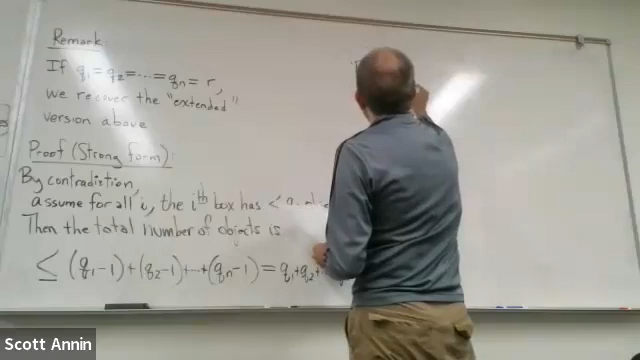 Remark:
If q₁ = q₂ = ... = qₙ = r,
we recover the "extended"
version above
Proof (Strong form):
By contradiction,
assume for all i, the iᵗʰ box has <
Then the total number of objects is
≤ (q₁-1)+(q₂-1)+...+(qₙ-1) = q₁+q₂+
Scott Annin